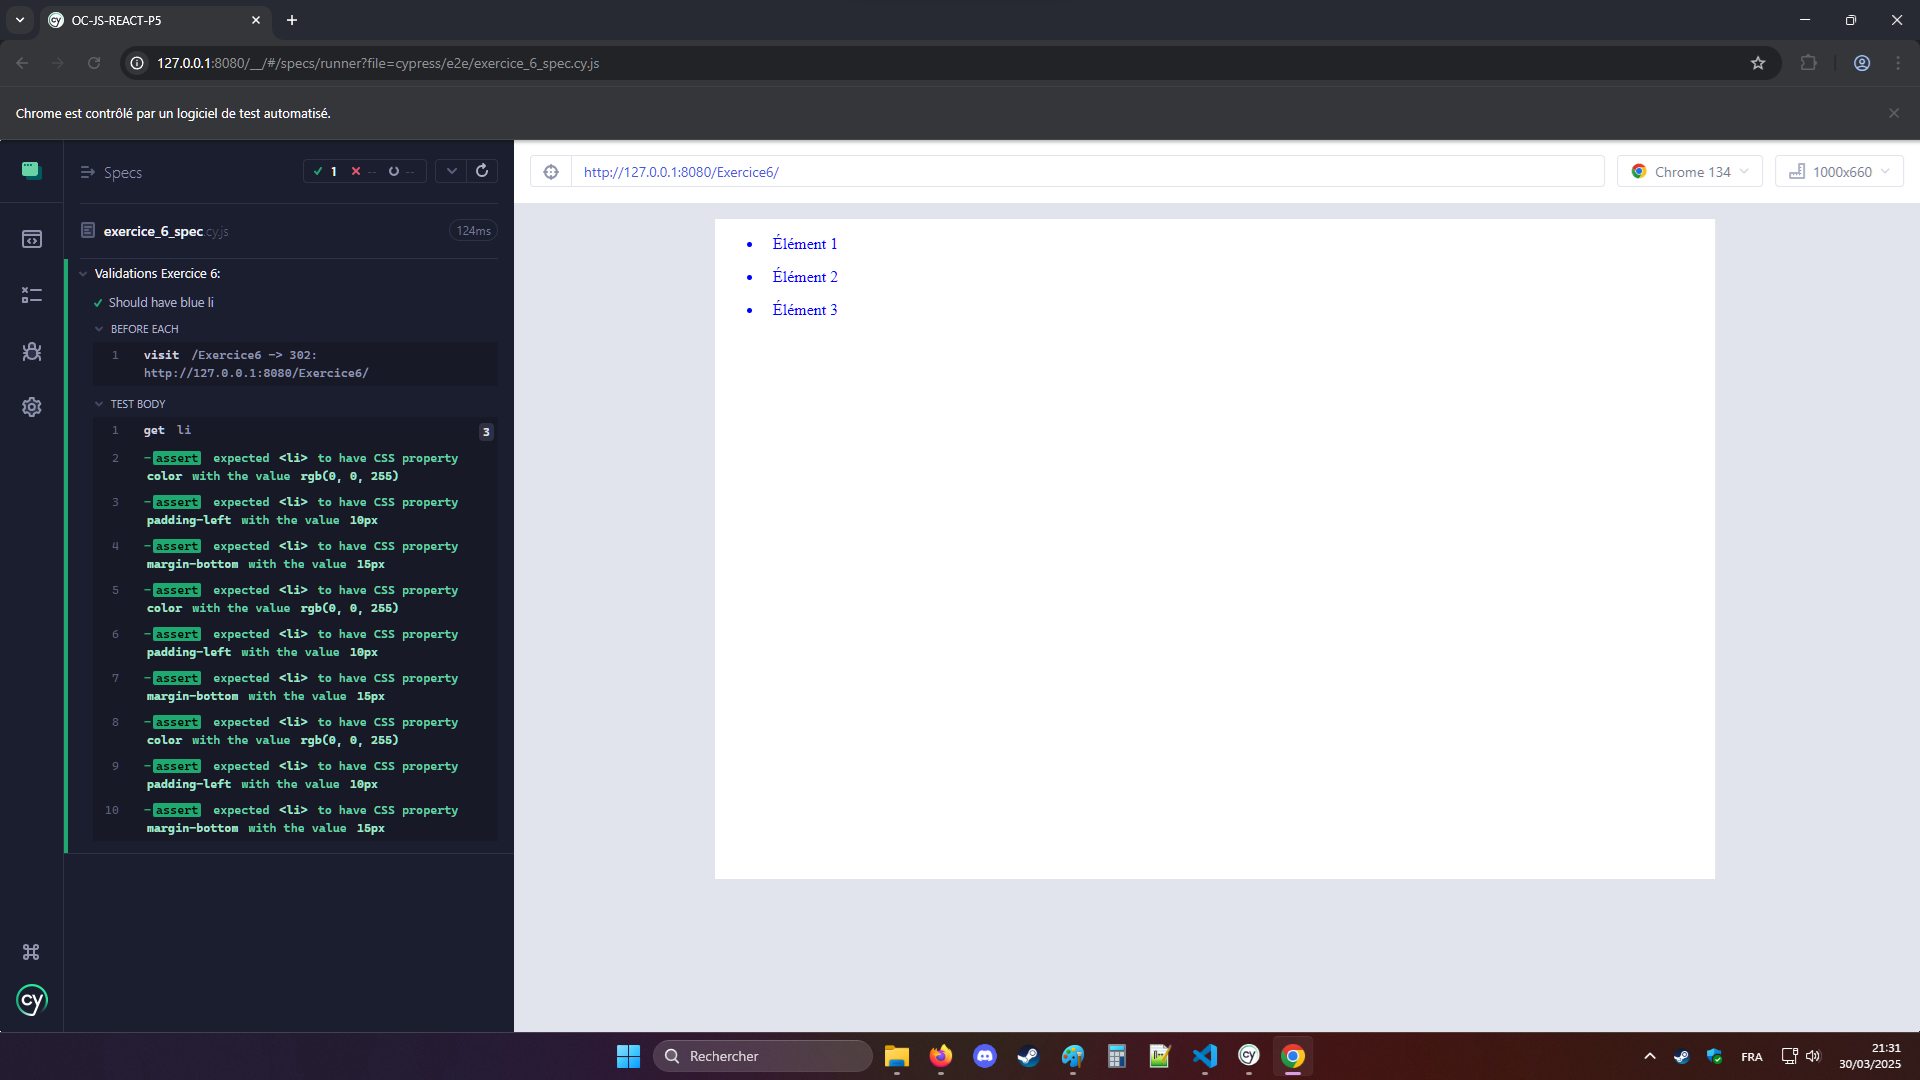 OC-JS-REACT-P5
127.0.0.1:8080/__/#/specs/runner?file=cypress/e2e/exercice_6_spec.cy.js
Chrome est contrôlé par un logiciel de test automatisé.
Specs
1 -- --
http://127.0.0.1:8080/Exercice6/
Chrome 134
1000x660
exercice_6_spec.cy.js
124ms
Validations Exercice 6:
Should have blue li
BEFORE EACH
1 visit /Exercice6 -> 302:
http://127.0.0.1:8080/Exercice6/
TEST BODY
1 get li 3
2 -assert expected <li> to have CSS property
color with the value rgb(0, 0, 255)
3 -assert expected <li> to have CSS property
padding-left with the value 10px
4 -assert expected <li> to have CSS property
margin-bottom with the value 15px
5 -assert expected <li> to have CSS property
color with the value rgb(0, 0, 255)
6 -assert expected <li> to have CSS property
padding-left with the value 10px
7 -assert expected <li> to have CSS property
margin-bottom with the value 15px
8 -assert expected <li> to have CSS property
color with the value rgb(0, 0, 255)
9 -assert expected <li> to have CSS property
padding-left with the value 10px
10 -assert expected <li> to have CSS property
margin-bottom with the value 15px
• Élément 1
• Élément 2
• Élément 3
cy
Rechercher
FRA
21:31
30/03/2025